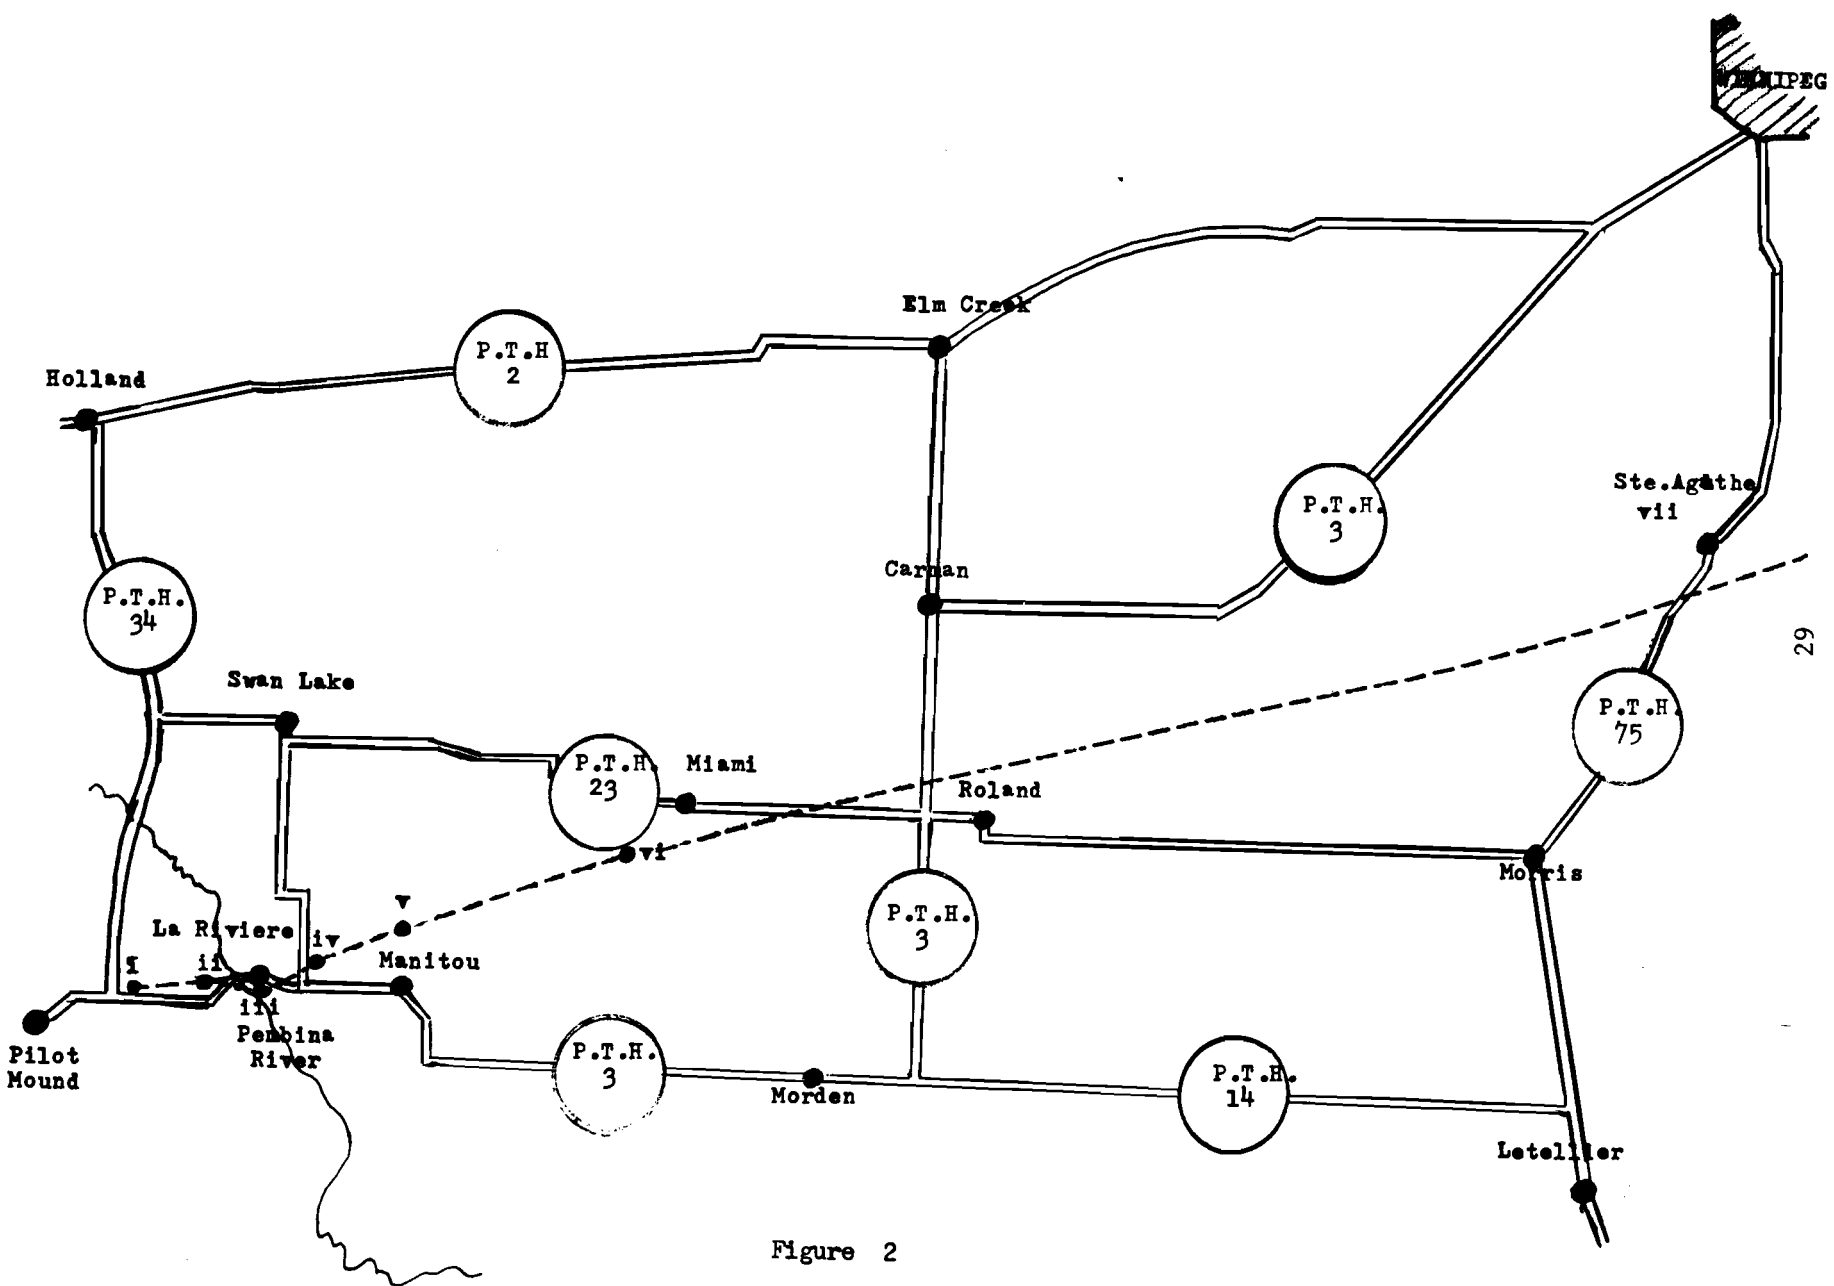 WINNIPEG
Elm Creek
P.T.H
2
Holland
Ste.Agathe
vii
P.T.H.
3
Carman
P.T.H.
34
29
Swan Lake
P.T.H.
75
P.T.H.
23
Miami
Roland
vi
Morris
v
La Riviere
iv
P.T.H.
3
i
ii
Manitou
iii
Pembina
River
Pilot
Mound
P.T.H.
3
Morden
P.T.H.
14
Letellier
Figure 2